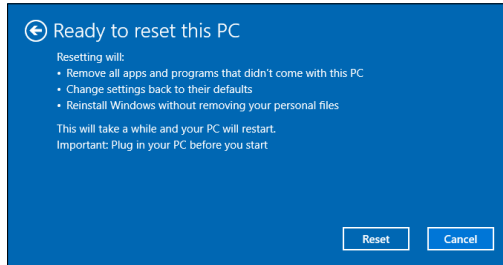 Ready to reset this PC
Resetting will:
• Remove all apps and programs that didn't come with this PC
• Change settings back to their defaults
• Reinstall Windows without removing your personal files
This will take a while and your PC will restart.
Important: Plug in your PC before you start
Reset
Cancel